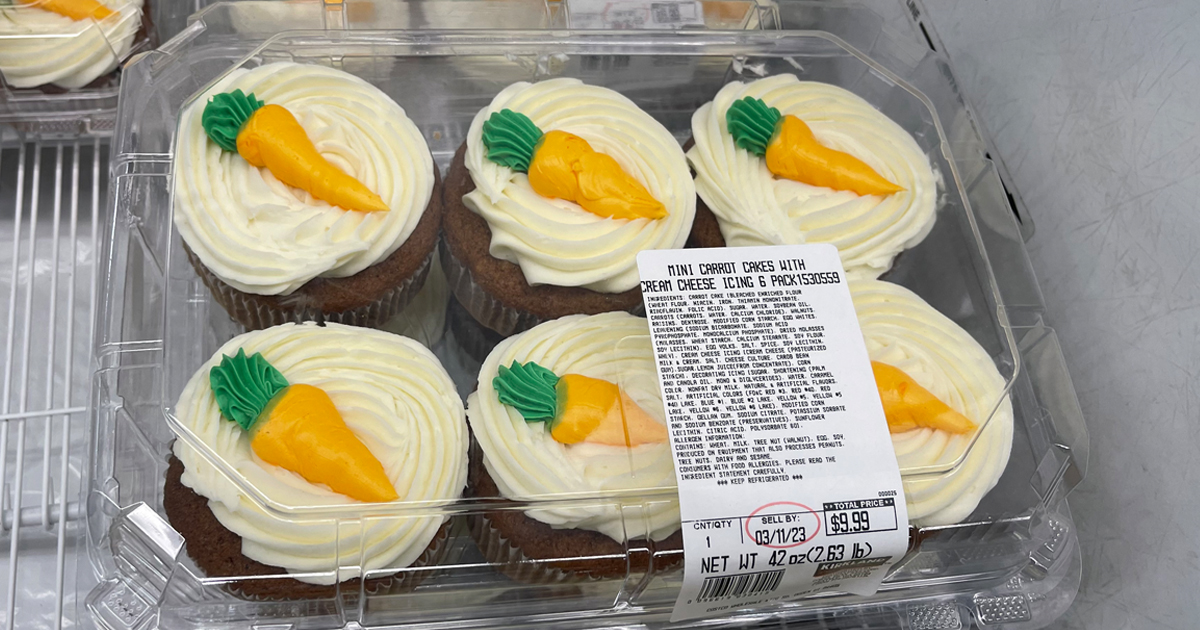 MINI CARROT CAKES WITH
CREAM CHEESE ICING 6 PACK1530559
INGREDIENTS: CARROT CAKE (BLEACHED ENRICHED FLOUR
(WHEAT FLOUR, NIACIN, IRON, THIAMIN MONONITRATE,
RIBOFLAVIN, FOLIC ACID), SUGAR, WATER, SOYBEAN OIL,
CARROTS (CARROTS, WATER, CALCIUM CHLORIDE), WALNUTS,
RAISINS, DEXTROSE, MODIFIED CORN STARCH, EGG WHITES,
LEAVENING (SODIUM BICARBONATE, SODIUM ACID
PYROPHOSPHATE, MONOCALCIUM PHOSPHATE), DRIED MOLASSES
(MOLASSES, WHEAT STARCH, CALCIUM STEARATE, SOY FLOUR,
SOY LECITHIN), EGG YOLKS, SALT, SPICE, SOY LECITHIN,
WHEY), CREAM CHEESE ICING (CREAM CHEESE (PASTEURIZED
MILK & CREAM, SALT, CHEESE CULTURE, CAROB BEAN
GUM), SUGAR, LEMON JUICE(FROM CONCENTRATE), CORN
STARCH), DECORATING ICING (SUGAR, SHORTENING (PALM
AND CANOLA OIL, MONO & DIGLYCERIDES), WATER, CARAMEL
COLOR, NONFAT DRY MILK, NATURAL & ARTIFICIAL FLAVORS,
SALT, ARTIFICIAL COLORS (FD&C RED #3, RED #40, RED
#40 LAKE, BLUE #1, BLUE #2 LAKE, YELLOW #5, YELLOW #5
LAKE, YELLOW #6, YELLOW #6 LAKE), MODIFIED CORN
STARCH, GELLAN GUM, SODIUM CITRATE, POTASSIUM SORBATE
AND SODIUM BENZOATE (PRESERVATIVES), SUNFLOWER
LECITHIN, CITRIC ACID, POLYSORBATE 60).
ALLERGEN INFORMATION:
CONTAINS: WHEAT, MILK, TREE NUT (WALNUT), EGG, SOY.
PRODUCED ON EQUIPMENT THAT ALSO PROCESSES PEANUTS,
TREE NUTS, DAIRY AND SESAME.
CONSUMERS WITH FOOD ALLERGIES, PLEASE READ THE
INGREDIENT STATEMENT CAREFULLY.
*** KEEP REFRIGERATED ***
000026
CNT/QTY
1
SELL BY:
03/11/23
**TOTAL PRICE**
$9.99
NET WT 42 oz(2.63 lb)
KIRKLAND